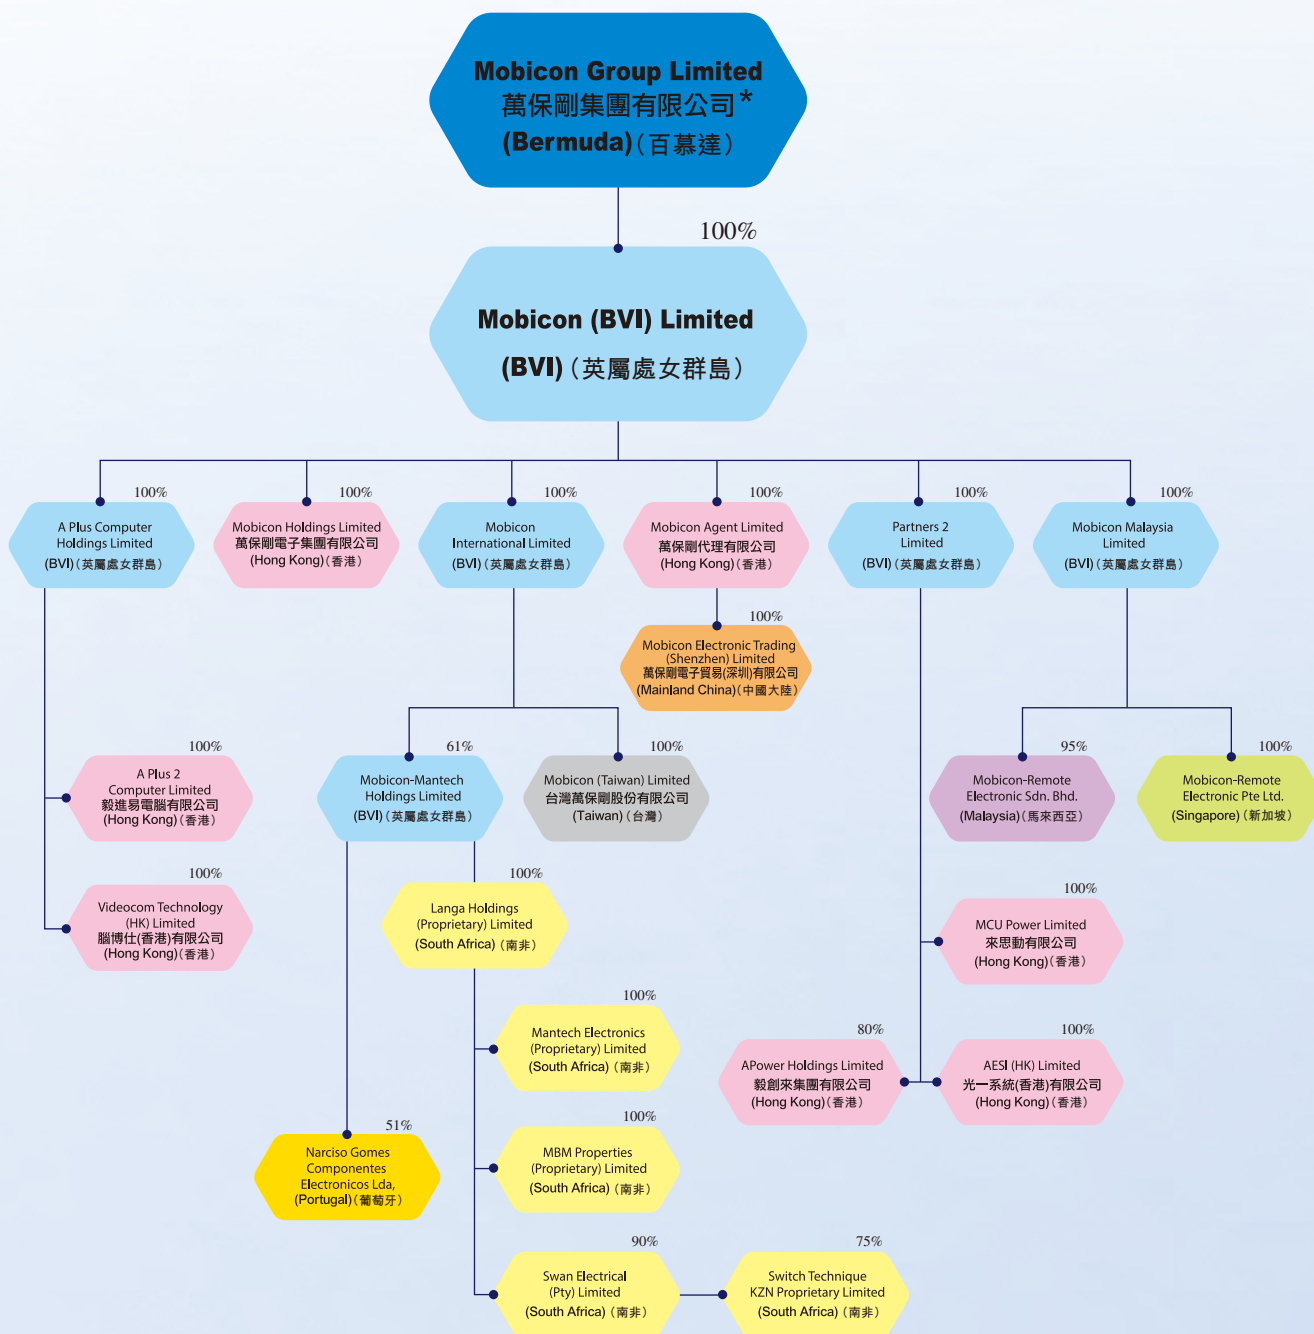 Mobicon Group Limited
萬保剛集團有限公司*
(Bermuda)(百慕達)
100%
Mobicon (BVI) Limited
(BVI)(英屬處女群島)
100%
A Plus Computer
Holdings Limited
(BVI)(英屬處女群島)
100%
Mobicon Holdings Limited
萬保剛電子集團有限公司
(Hong Kong)(香港)
100%
Mobicon
International Limited
(BVI)(英屬處女群島)
100%
Mobicon Agent Limited
萬保剛代理有限公司
(Hong Kong)(香港)
100%
Partners 2
Limited
(BVI)(英屬處女群島)
100%
Mobicon Malaysia
Limited
(BVI)(英屬處女群島)
100%
Mobicon Electronic Trading
(Shenzhen) Limited
萬保剛電子貿易(深圳)有限公司
(Mainland China)(中國大陸)
100%
A Plus 2
Computer Limited
毅進易電腦有限公司
(Hong Kong)(香港)
61%
Mobicon-Mantech
Holdings Limited
(BVI)(英屬處女群島)
100%
Mobicon (Taiwan) Limited
台灣萬保剛股份有限公司
(Taiwan)(台灣)
95%
Mobicon-Remote
Electronic Sdn. Bhd.
(Malaysia)(馬來西亞)
100%
Mobicon-Remote
Electronic Pte Ltd.
(Singapore)(新加坡)
100%
Videocom Technology
(HK) Limited
腦博仕(香港)有限公司
(Hong Kong)(香港)
100%
Langa Holdings
(Proprietary) Limited
(South Africa)(南非)
100%
MCU Power Limited
來思動有限公司
(Hong Kong)(香港)
100%
Mantech Electronics
(Proprietary) Limited
(South Africa)(南非)
80%
APower Holdings Limited
毅創來集團有限公司
(Hong Kong)(香港)
100%
AESI (HK) Limited
光一系統(香港)有限公司
(Hong Kong)(香港)
51%
Narciso Gomes
Componentes
Electronicos Lda,
(Portugal)(葡萄牙)
100%
MBM Properties
(Proprietary) Limited
(South Africa)(南非)
90%
Swan Electrical
(Pty) Limited
(South Africa)(南非)
75%
Switch Technique
KZN Proprietary Limited
(South Africa)(南非)